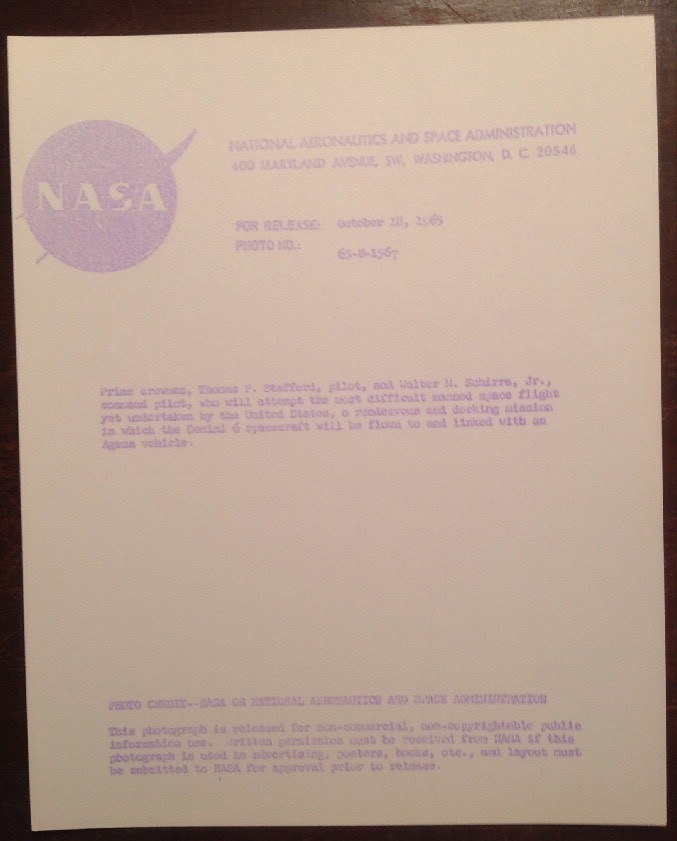 NASA
NATIONAL AERONAUTICS AND SPACE ADMINISTRATION
400 MARYLAND AVENUE, SW, WASHINGTON, D. C. 20546
FOR RELEASE: October 18, 1965
PHOTO NO.:
65-H-1567
Prime crewmen, Thomas P. Stafford, pilot, and Walter M. Schirra, Jr.,
command pilot, who will attempt the most difficult manned space flight
yet undertaken by the United States, a rendezvous and docking mission
in which the Gemini 6 spacecraft will be flown to and linked with an
Agena vehicle.
PHOTO CREDIT--NASA OR NATIONAL AERONAUTICS AND SPACE ADMINISTRATION
This photograph is released for non-commercial, non-copyrightable public
information use. Written permission must be received from NASA if this
photograph is used in advertising, posters, books, etc., and layout must
be submitted to NASA for approval prior to release.